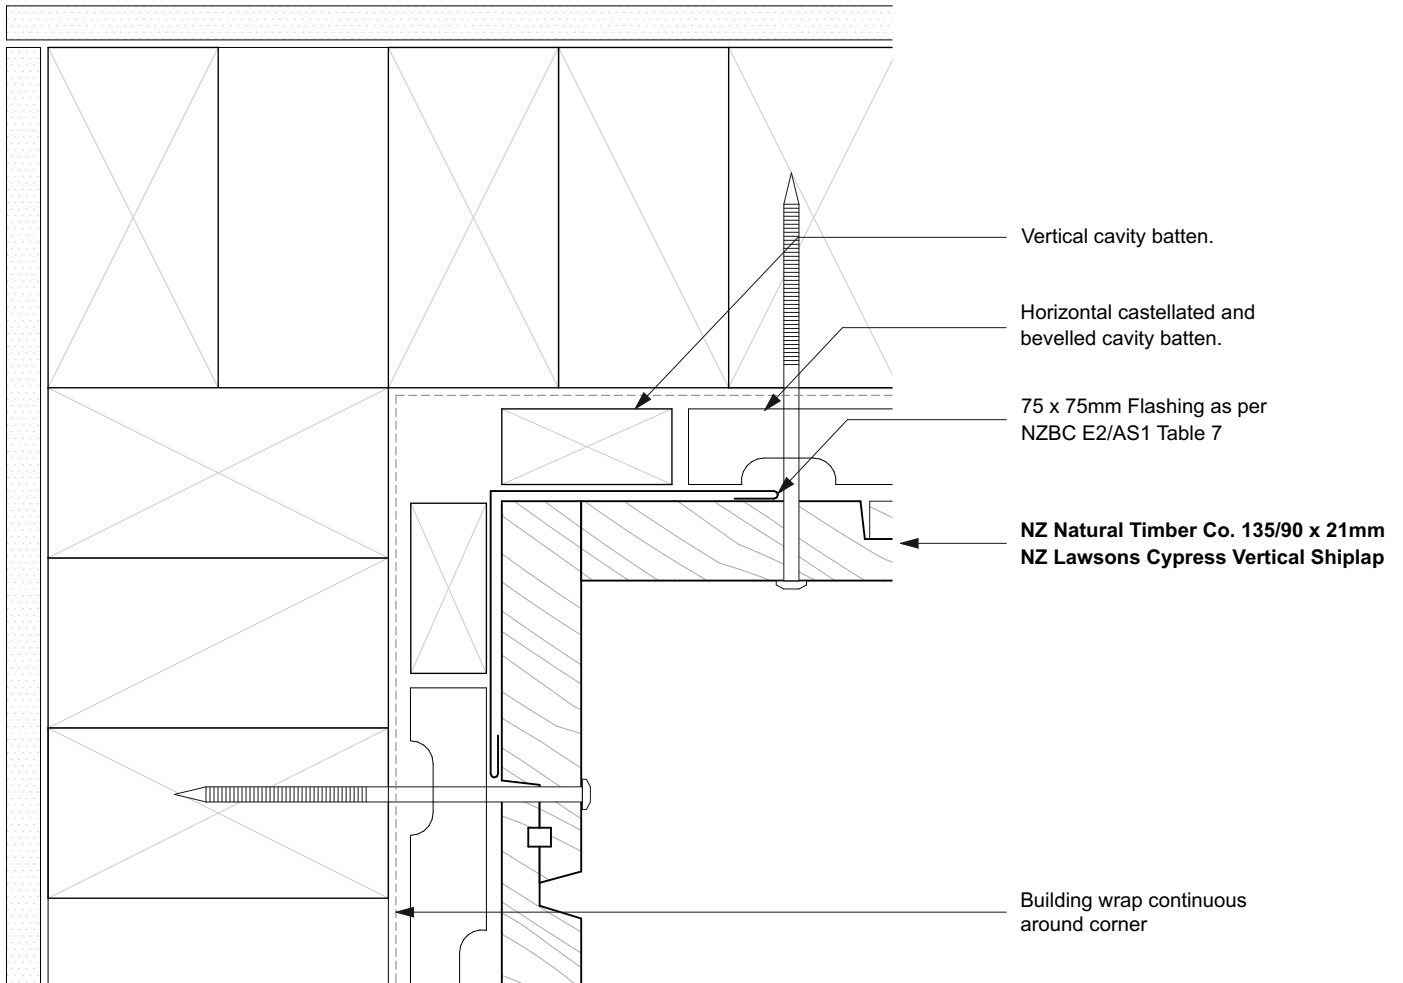 Vertical cavity batten.
Horizontal castellated and
bevelled cavity batten.
75 x 75mm Flashing as per
NZBC E2/AS1 Table 7
NZ Natural Timber Co. 135/90 x 21mm
NZ Lawsons Cypress Vertical Shiplap
Building wrap continuous
around corner